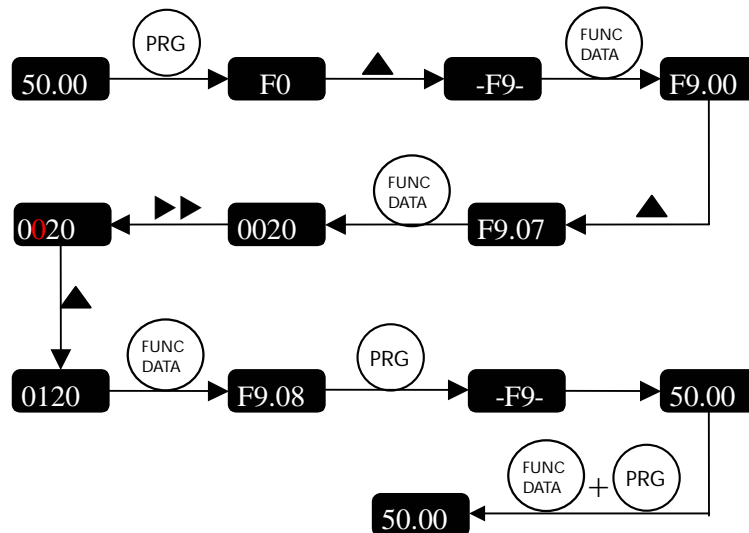 PRG
FUNC
DATA
50.00
F0
-F9-
F9.00
FUNC
DATA
0020
0020
F9.07
FUNC
DATA
PRG
0120
F9.08
-F9-
50.00
FUNC
DATA
+
PRG
50.00